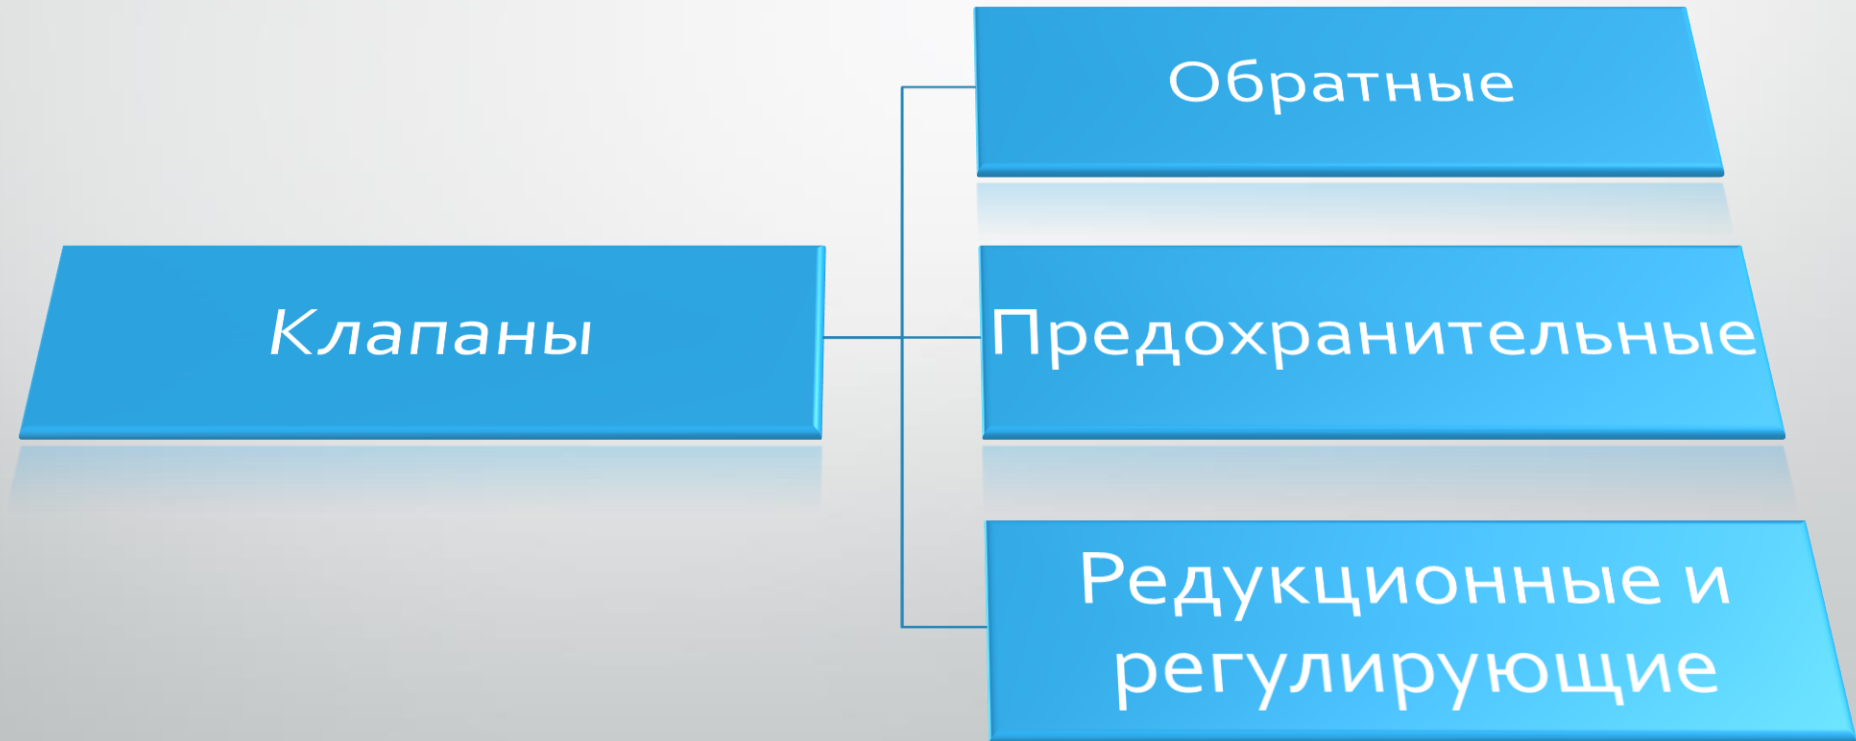 Обратные
Клапаны
Предохранительные
Редукционные и
регулирующие